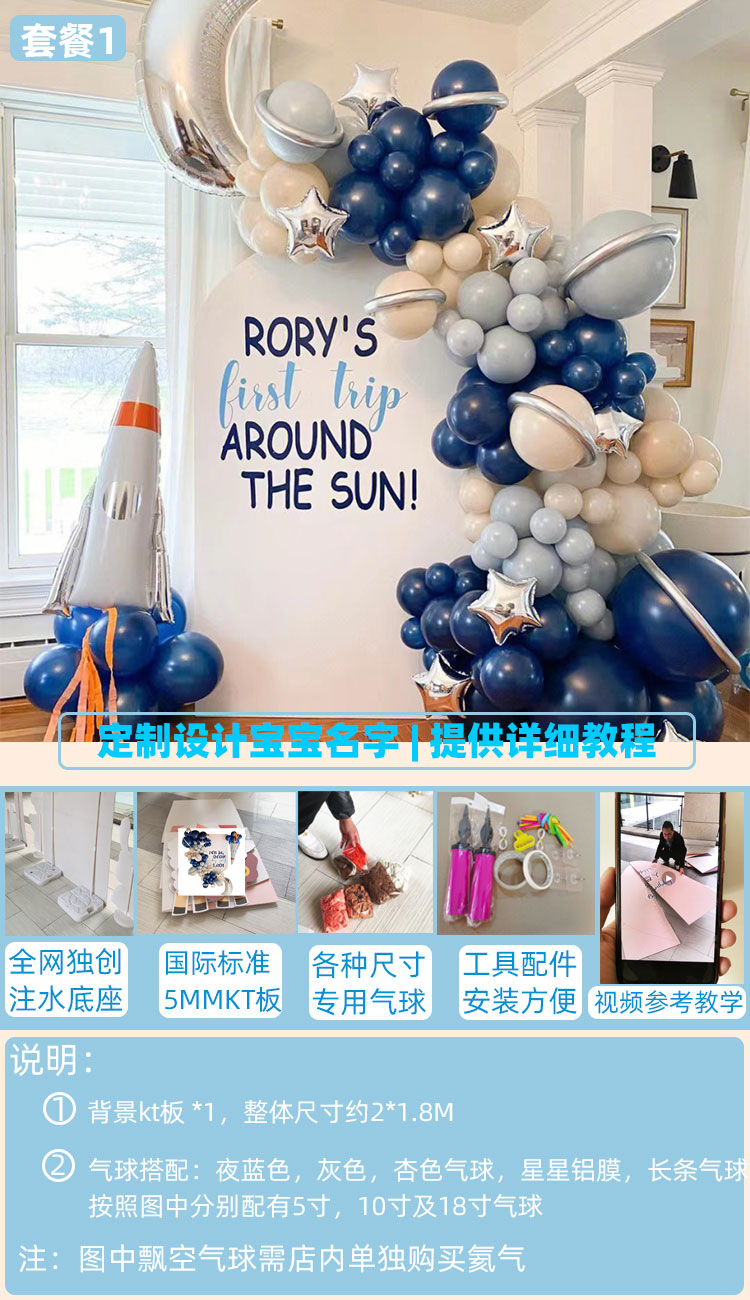 套餐1
RORY'S
first trip
AROUND
THE SUN!
定制设计宝宝名字 | 提供详细教程
全网独创
注水底座
国际标准
5MMKT板
各种尺寸
专用气球
工具配件
安装方便
视频参考教学
说明：
① 背景kt板 *1，整体尺寸约2*1.8M
② 气球搭配：夜蓝色，灰色，杏色气球，星星铝膜，长条气球
按照图中分别配有5寸，10寸及18寸气球
注：图中飘空气球需店内单独购买氦气